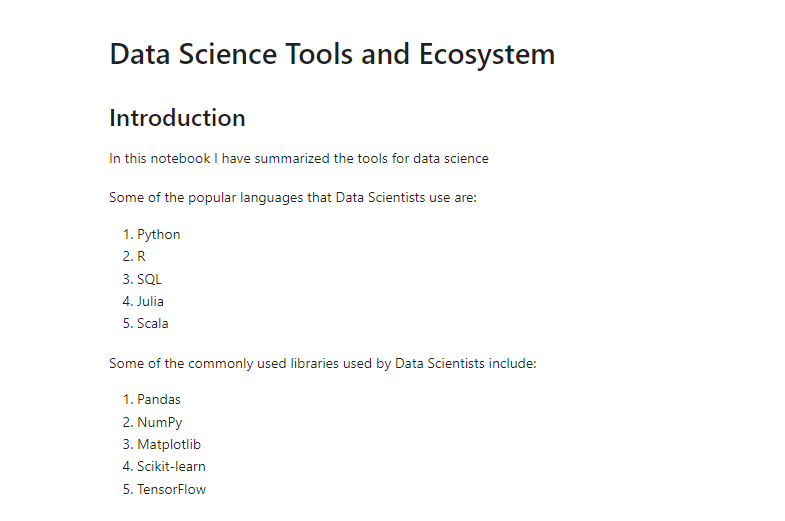 Data Science Tools and Ecosystem
Introduction
In this notebook I have summarized the tools for data science
Some of the popular languages that Data Scientists use are:
1. Python
2. R
3. SQL
4. Julia
5. Scala
Some of the commonly used libraries used by Data Scientists include:
1. Pandas
2. NumPy
3. Matplotlib
4. Scikit-learn
5. TensorFlow